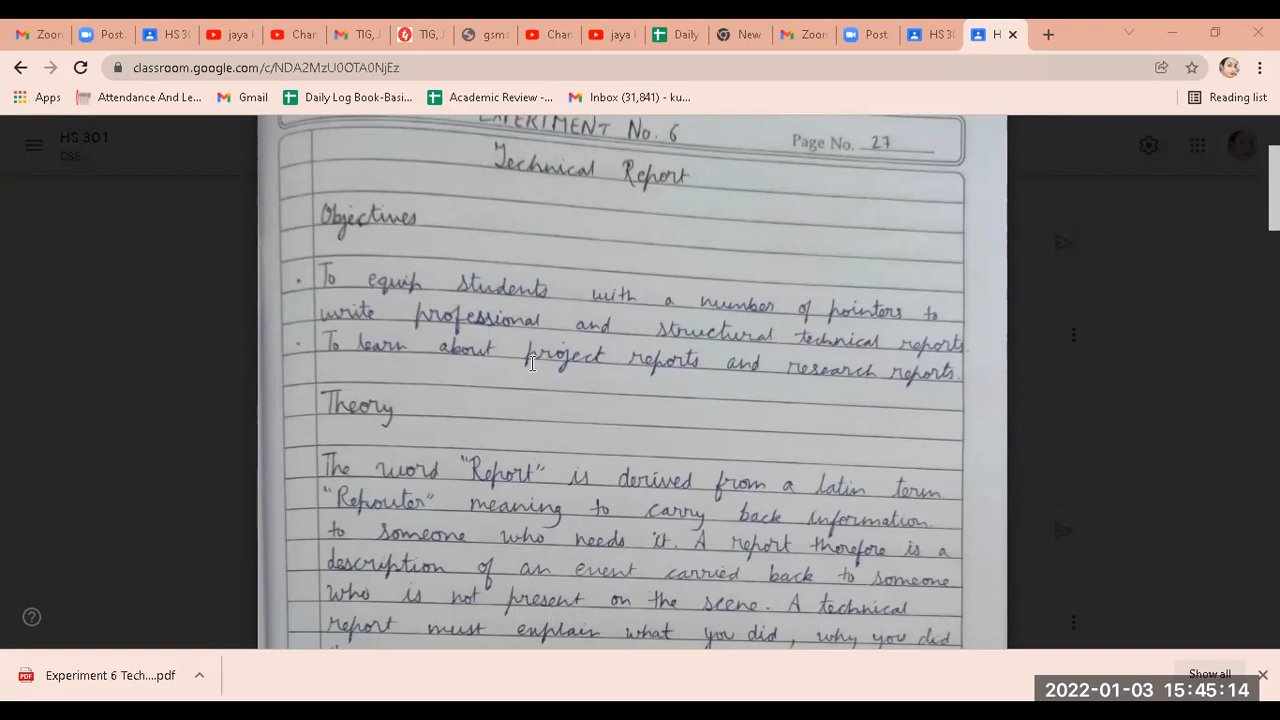 Zoon
Post
HS 30
jaya k
Chan
TIG, J
TIG, J
gsms
Chan
jaya k
Daily
New
Zoon
Post
HS 30
H
classroom.google.com/c/NDA2MzU0OTA0NjEz
Apps
Attendance And Le...
Gmail
Daily Log Book-Basi...
Academic Review -...
Inbox (31,841) - ku...
Reading list
HS 301
CSE
EXPERIMENT No. 6
Page No. 27
Technical Report
Objectives
. To equip students with a number of pointers to
write professional and structural technical reports.
. To learn about project reports and research reports.
Theory
The word "Report" is derived from a latin term
"Repouter" meaning to carry back information
to someone who needs it. A report therefore is a
description of an event carried back to someone
who is not present on the scene. A technical
report must explain what you did, why you did
Experiment 6 Tech....pdf
Show all
2022-01-03 15:45:14